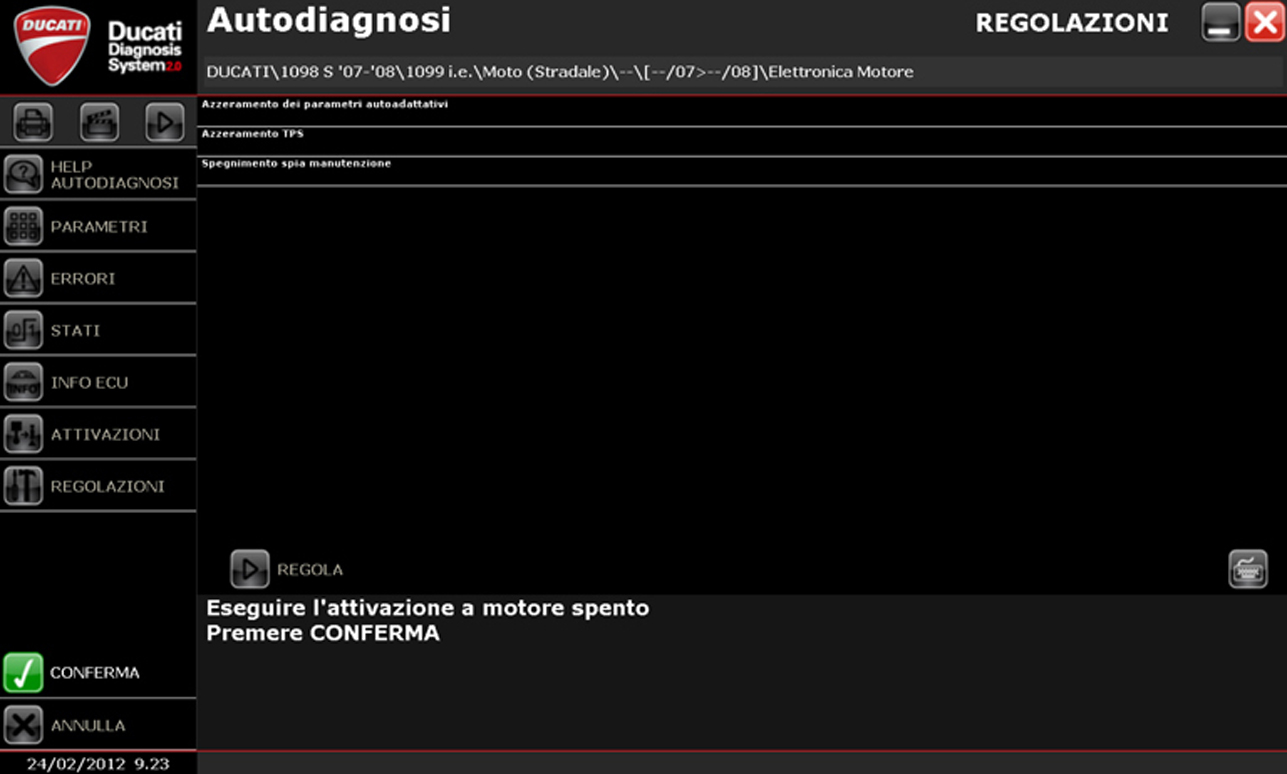 DUCATI
Ducati
Diagnosis
System2.0
Autodiagnosi
REGOLAZIONI
DUCATI\1098 S '07-'08\1099 i.e.\Moto (Stradale)\--\[--/07>--/08]\Elettronica Motore
Azzeramento dei parametri autoadattativi
Azzeramento TPS
Spegnimento spia manutenzione
HELP
AUTODIAGNOSI
PARAMETRI
ERRORI
STATI
INFO
INFO ECU
ATTIVAZIONI
REGOLAZIONI
REGOLA
Eseguire l'attivazione a motore spento
Premere CONFERMA
CONFERMA
ANNULLA
24/02/2012 9.23